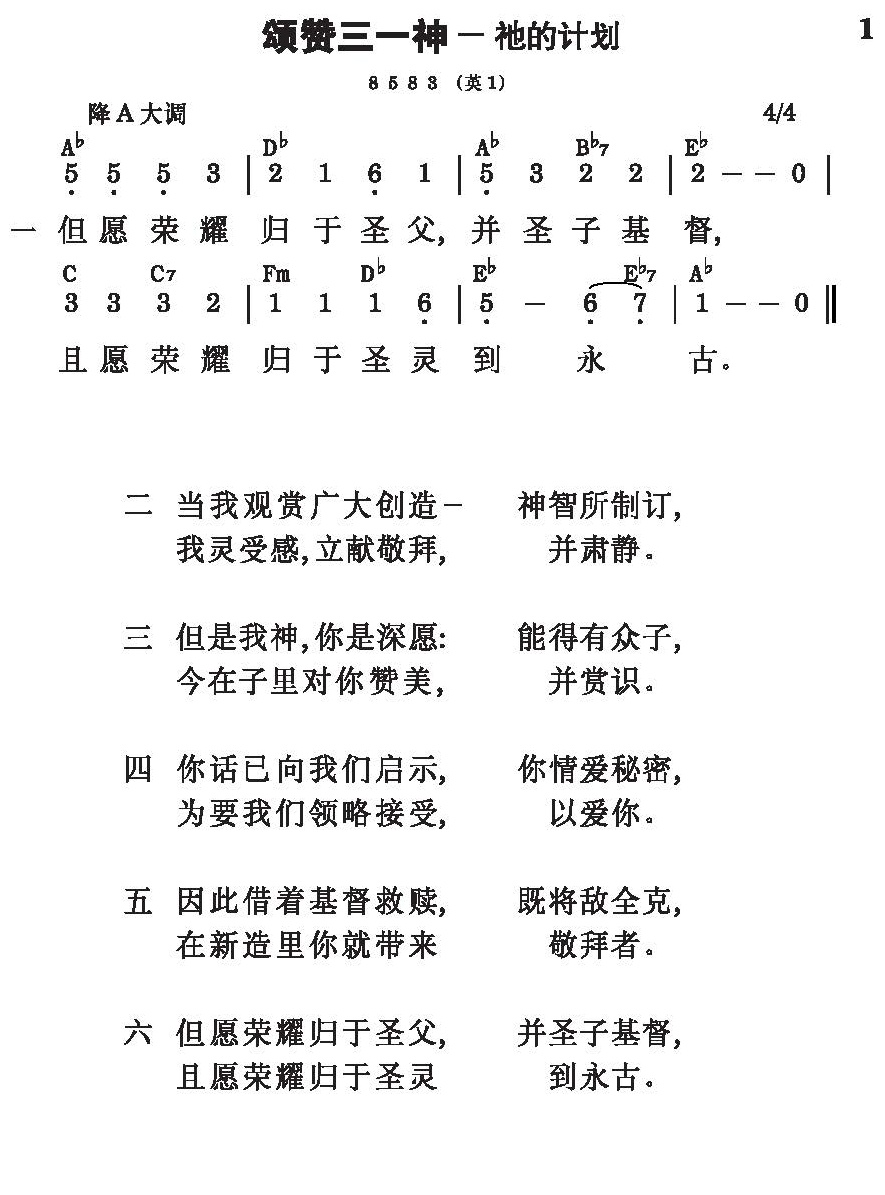 颂赞三一神－祂的计划 1
8 5 8 3 （英1）
降A大调 4/4
A♭ D♭ A♭ B♭7 E♭
5̣ 5̣ 5̣ 3 | 2 1 6̣ 1 | 5̣ 3 2 2 | 2 － － 0 |
一 但愿荣耀 归于圣父, 并圣子基 督,
C C7 Fm D♭ E♭ E♭7 A♭
3 3 3 2 | 1 1 1 6̣ | 5̣ － 6̣ 7̣ | 1 － － 0 ‖
且愿荣耀 归于圣灵 到 永 古。
二 当我观赏广大创造－ 神智所制订,
我灵受感,立献敬拜, 并肃静。
三 但是我神,你是深愿: 能得有众子,
今在子里对你赞美, 并赏识。
四 你话已向我们启示, 你情爱秘密,
为要我们领略接受, 以爱你。
五 因此借着基督救赎, 既将敌全克,
在新造里你就带来 敬拜者。
六 但愿荣耀归于圣父, 并圣子基督,
且愿荣耀归于圣灵 到永古。